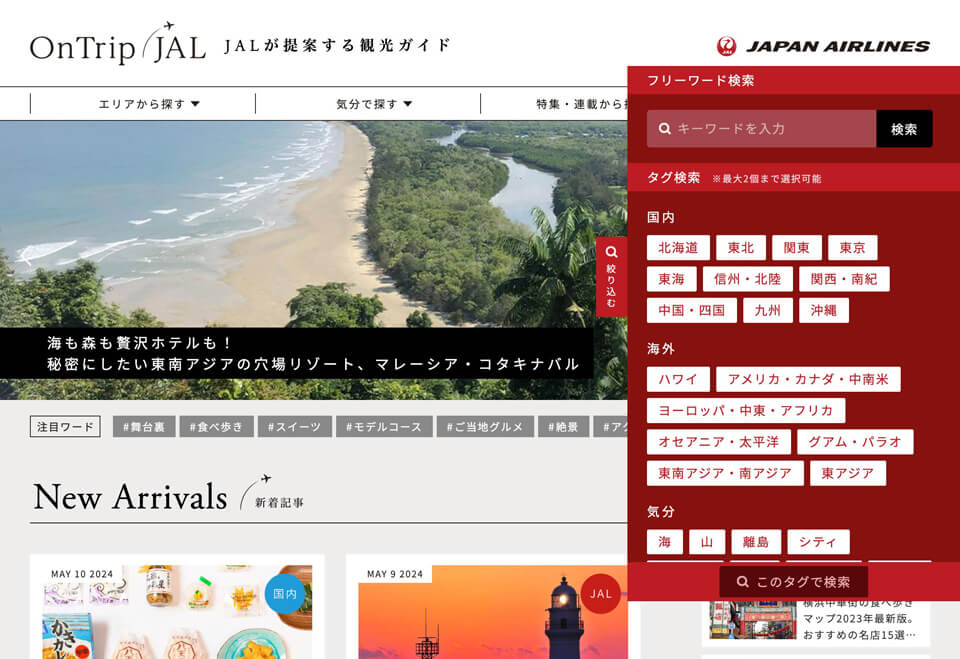 OnTrip JAL
JALが提案する観光ガイド
JAPAN AIRLINES
エリアから探す▼
気分で探す▼
特集・連載から
フリーワード検索
キーワードを入力
検索
タグ検索 ※最大2個まで選択可能
国内
北海道 東北 関東 東京
東海 信州・北陸 関西・南紀
中国・四国 九州 沖縄
海外
ハワイ アメリカ・カナダ・中南米
ヨーロッパ・中東・アフリカ
オセアニア・太平洋 グアム・パラオ
東南アジア・南アジア 東アジア
気分
海 山 離島 シティ
このタグで検索
絞り込む
海も森も贅沢ホテルも！
秘密にしたい東南アジアの穴場リゾート、マレーシア・コタキナバル
注目ワード #舞台裏 #食べ歩き #スイーツ #モデルコース #ご当地グルメ #絶景 #アク
New Arrivals 新着記事
MAY 10 2024
国内
MAY 9 2024
JAL
横浜中華街の食べ歩き
マップ2023年最新版。
おすすめの名店15選…